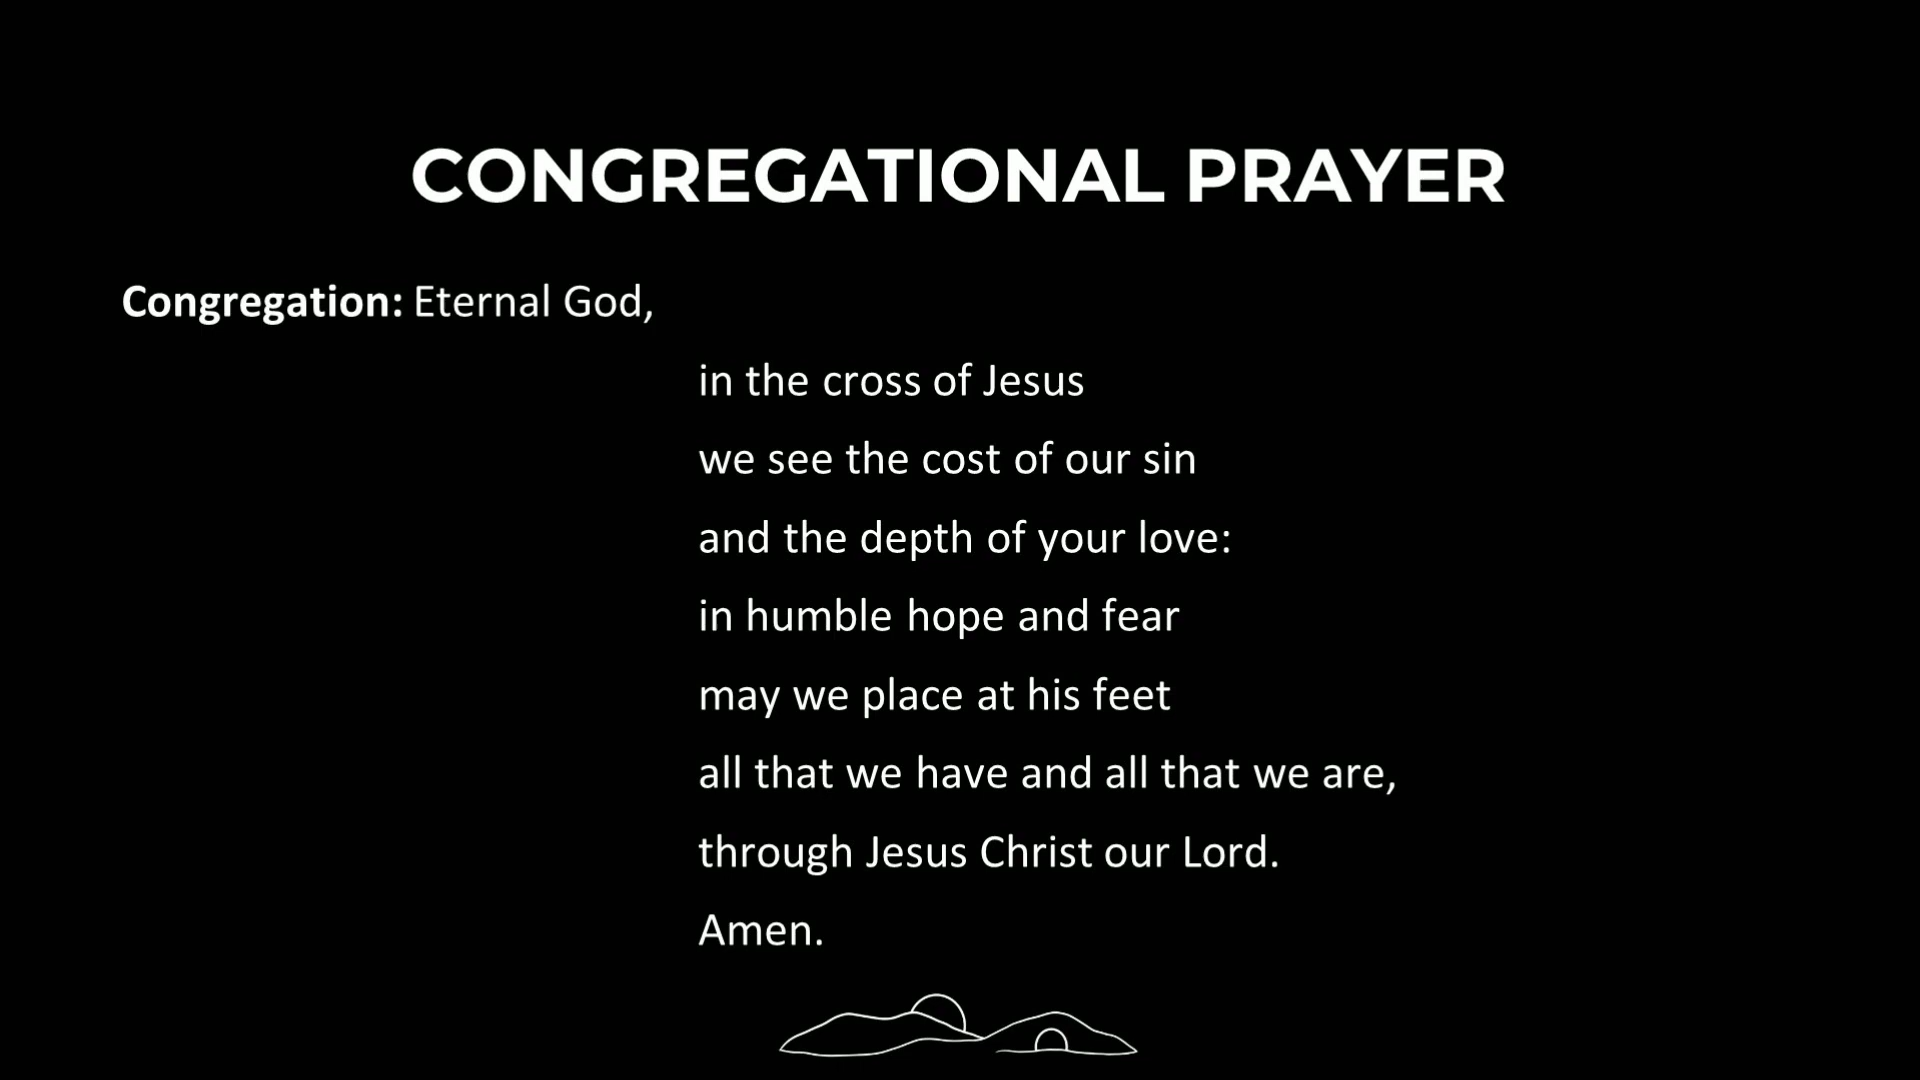 CONGREGATIONAL PRAYER
Congregation: Eternal God,
in the cross of Jesus
we see the cost of our sin
and the depth of your love:
in humble hope and fear
may we place at his feet
all that we have and all that we are,
through Jesus Christ our Lord.
Amen.